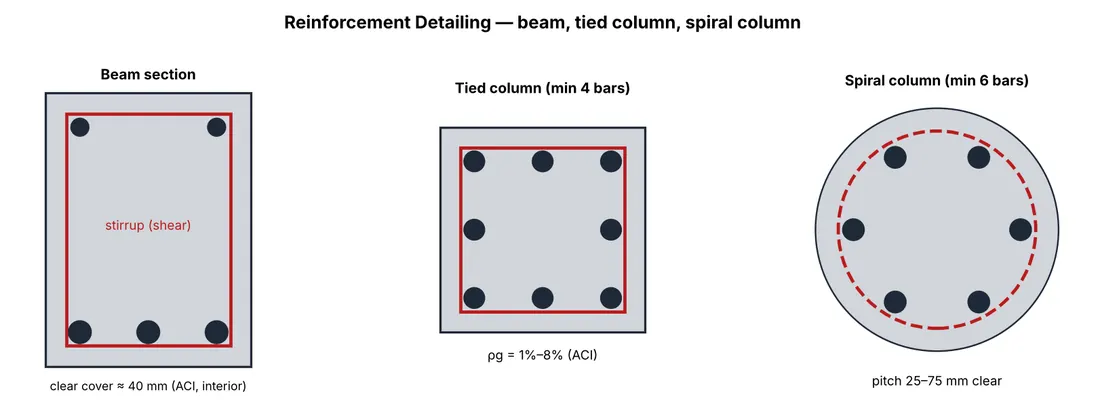 Reinforcement Detailing — beam, tied column, spiral column
Beam section
stirrup (shear)
clear cover ≈ 40 mm (ACI, interior)
Tied column (min 4 bars)
ρg = 1%–8% (ACI)
Spiral column (min 6 bars)
pitch 25–75 mm clear